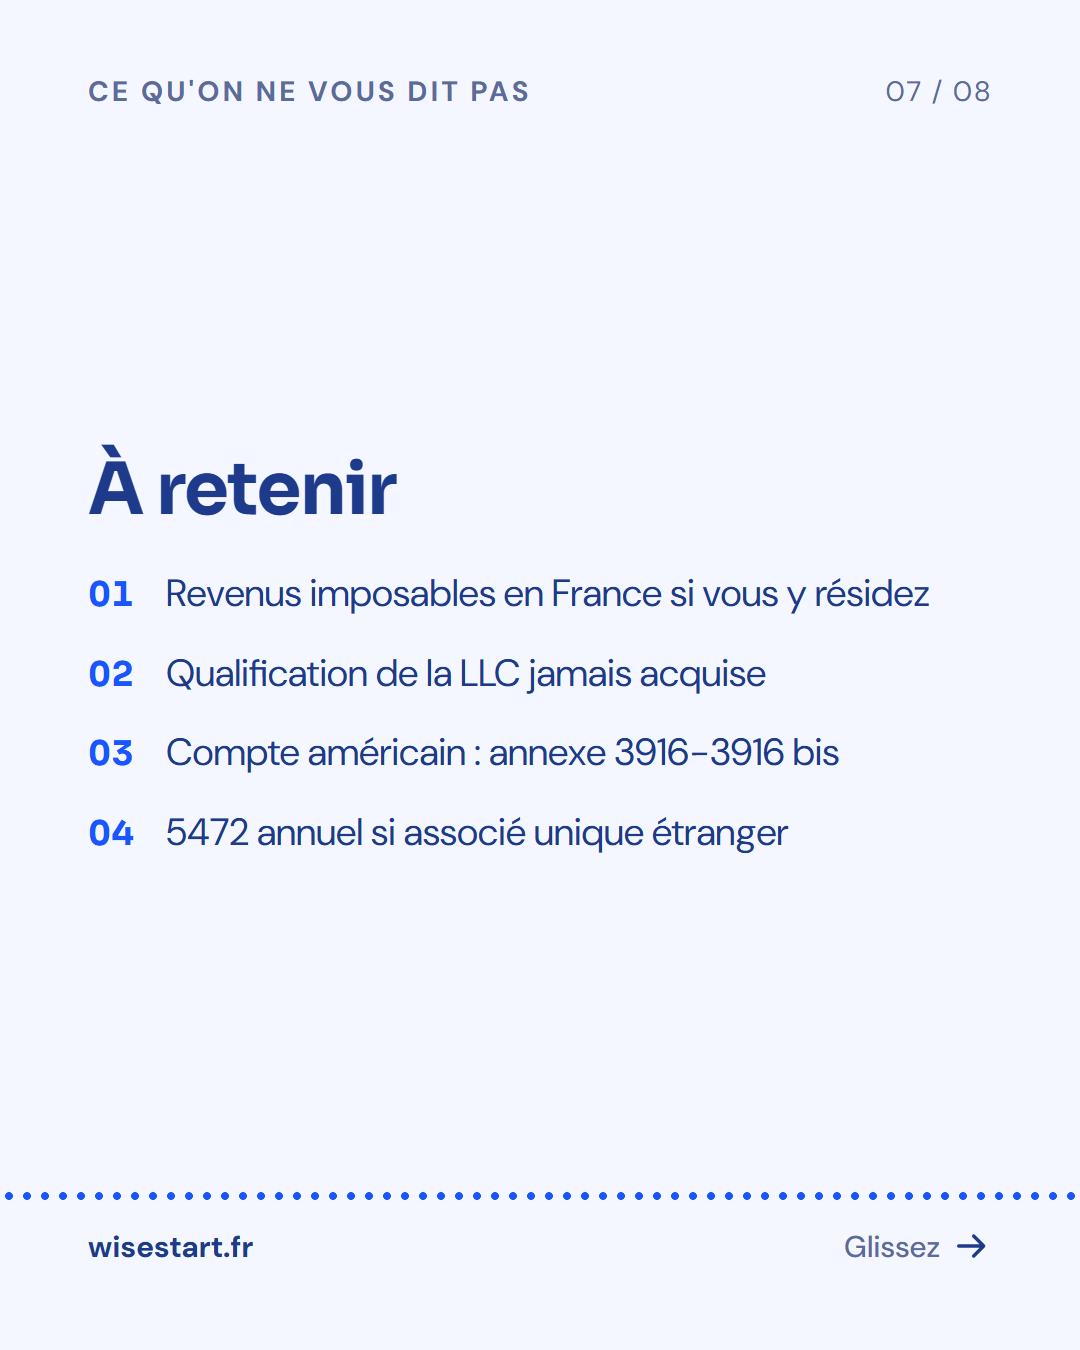 CE QU'ON NE VOUS DIT PAS
07 / 08
À retenir
01 Revenus imposables en France si vous y résidez
02 Qualification de la LLC jamais acquise
03 Compte américain : annexe 3916-3916 bis
04 5472 annuel si associé unique étranger
wisestart.fr
Glissez →